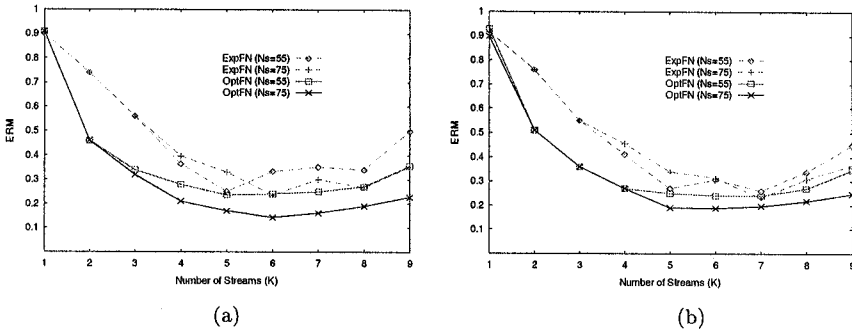 1
0.9
0.8
0.7
0.6
0.5
0.4
0.3
0.2
0.1
ERM
1 2 3 4 5 6 7 8 9
Number of Streams (K)
ExpFN (Ns=55)
ExpFN (Ns=75)
OptFN (Ns=55)
OptFN (Ns=75)
(a)
1
0.9
0.8
0.7
0.6
0.5
0.4
0.3
0.2
0.1
ERM
1 2 3 4 5 6 7 8 9
Number of Streams (K)
ExpFN (Ns=55)
ExpFN (Ns=75)
OptFN (Ns=55)
OptFN (Ns=75)
(b)